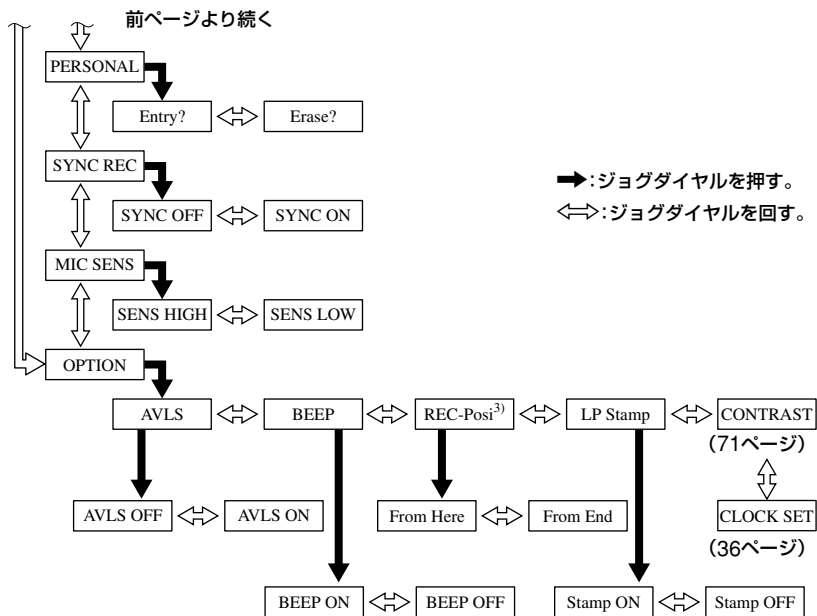 前ページより続く
PERSONAL
Entry?
Erase?
SYNC REC
➡:ジョグダイヤルを押す。
SYNC OFF
SYNC ON
⇔:ジョグダイヤルを回す。
MIC SENS
SENS HIGH
SENS LOW
OPTION
AVLS
BEEP
REC-Posi3)
LP Stamp
CONTRAST
(71ページ)
AVLS OFF
AVLS ON
From Here
From End
CLOCK SET
(36ページ)
BEEP ON
BEEP OFF
Stamp ON
Stamp OFF